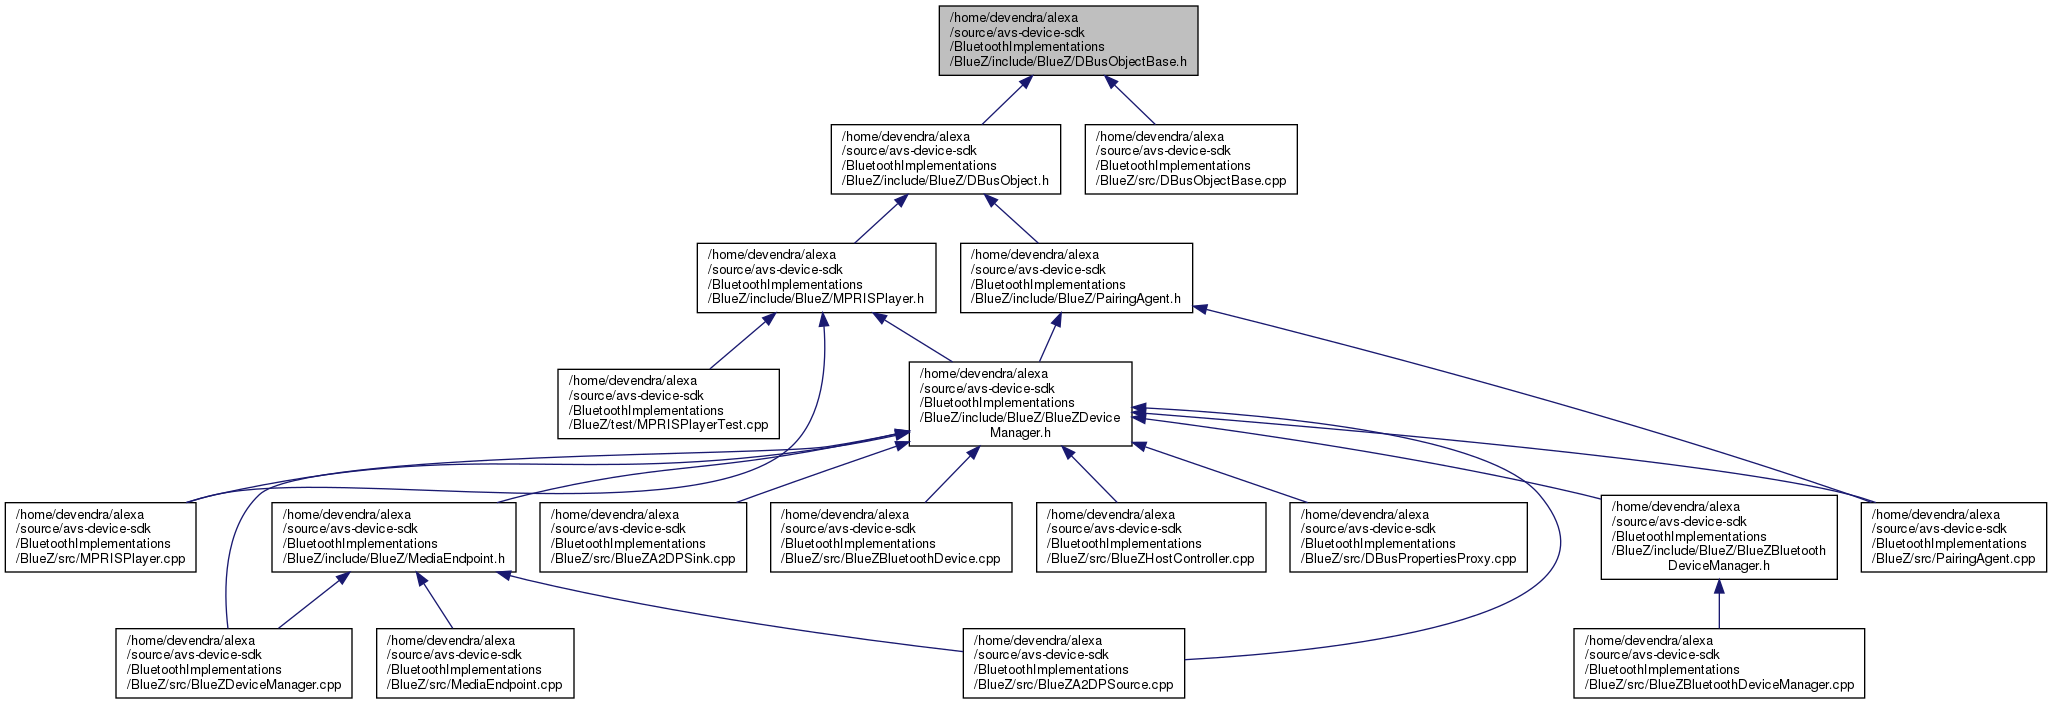 /home/devendra/alexa
/source/avs-device-sdk
/BluetoothImplementations
/BlueZ/include/BlueZ/DBusObjectBase.h
/home/devendra/alexa
/source/avs-device-sdk
/BluetoothImplementations
/BlueZ/include/BlueZ/DBusObject.h
/home/devendra/alexa
/source/avs-device-sdk
/BluetoothImplementations
/BlueZ/src/DBusObjectBase.cpp
/home/devendra/alexa
/source/avs-device-sdk
/BluetoothImplementations
/BlueZ/include/BlueZ/MPRISPlayer.h
/home/devendra/alexa
/source/avs-device-sdk
/BluetoothImplementations
/BlueZ/include/BlueZ/PairingAgent.h
/home/devendra/alexa
/source/avs-device-sdk
/BluetoothImplementations
/BlueZ/test/MPRISPlayerTest.cpp
/home/devendra/alexa
/source/avs-device-sdk
/BluetoothImplementations
/BlueZ/include/BlueZ/BlueZDevice
Manager.h
/home/devendra/alexa
/source/avs-device-sdk
/BluetoothImplementations
/BlueZ/src/MPRISPlayer.cpp
/home/devendra/alexa
/source/avs-device-sdk
/BluetoothImplementations
/BlueZ/include/BlueZ/MediaEndpoint.h
/home/devendra/alexa
/source/avs-device-sdk
/BluetoothImplementations
/BlueZ/src/BlueZA2DPSink.cpp
/home/devendra/alexa
/source/avs-device-sdk
/BluetoothImplementations
/BlueZ/src/BlueZBluetoothDevice.cpp
/home/devendra/alexa
/source/avs-device-sdk
/BluetoothImplementations
/BlueZ/src/BlueZHostController.cpp
/home/devendra/alexa
/source/avs-device-sdk
/BluetoothImplementations
/BlueZ/src/DBusPropertiesProxy.cpp
/home/devendra/alexa
/source/avs-device-sdk
/BluetoothImplementations
/BlueZ/include/BlueZ/BlueZBluetooth
DeviceManager.h
/home/devendra/alexa
/source/avs-device-sdk
/BluetoothImplementations
/BlueZ/src/PairingAgent.cpp
/home/devendra/alexa
/source/avs-device-sdk
/BluetoothImplementations
/BlueZ/src/BlueZDeviceManager.cpp
/home/devendra/alexa
/source/avs-device-sdk
/BluetoothImplementations
/BlueZ/src/MediaEndpoint.cpp
/home/devendra/alexa
/source/avs-device-sdk
/BluetoothImplementations
/BlueZ/src/BlueZA2DPSource.cpp
/home/devendra/alexa
/source/avs-device-sdk
/BluetoothImplementations
/BlueZ/src/BlueZBluetoothDeviceManager.cpp